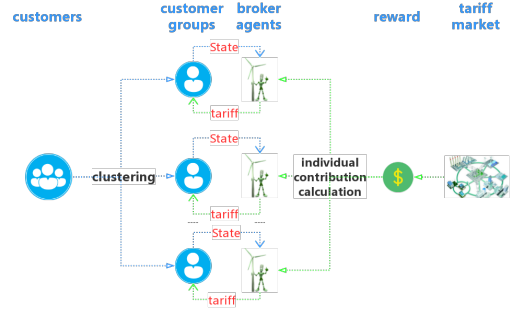 customers
customer
groups
broker
agents
reward
tariff
market
State
tariff
State
clustering
individual
contribution
calculation
$
tariff
State
tariff